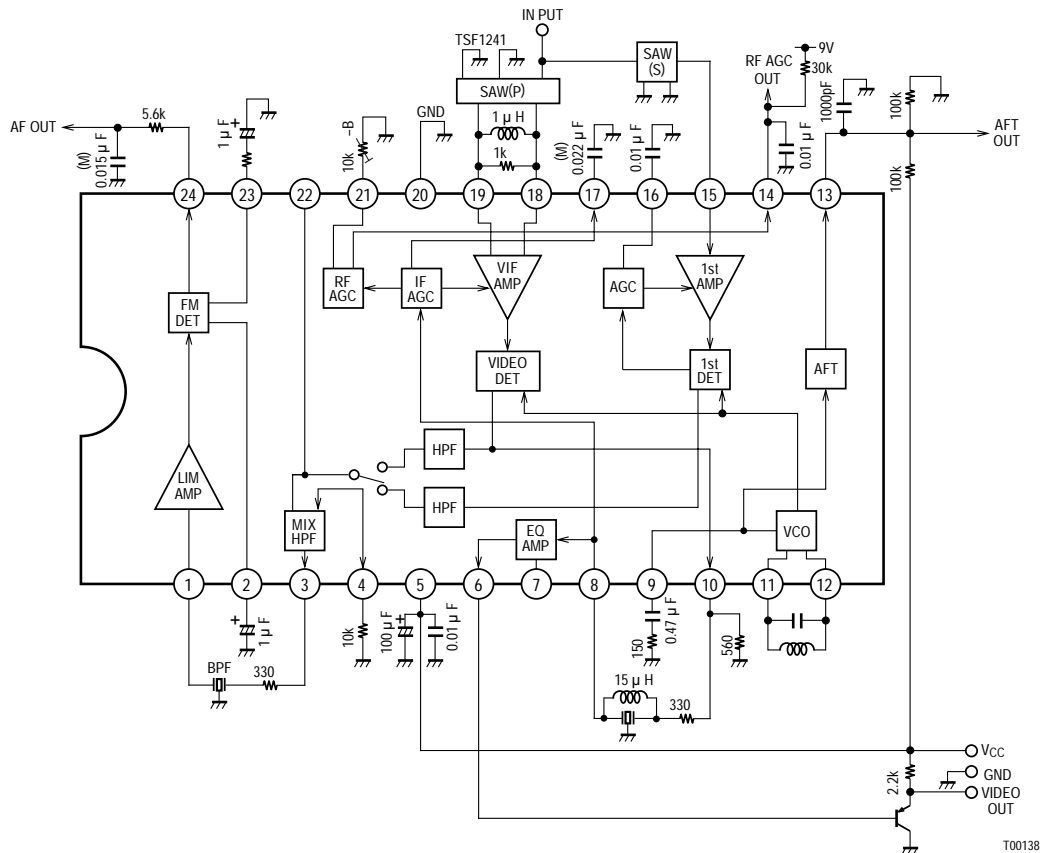 IN PUT
TSF1241
SAW(P)
SAW
(S)
9V
30k
RF AGC
OUT
1000pF
100k
AFT
OUT
100k
0.01 μF
AF OUT
5.6k
(M)
0.015 μF
1 μF
+
10k
-B
GND
1 μH
1k
(M)
0.022 μF
0.01 μF
24
23
22
21
20
19
18
17
16
15
14
13
FM
DET
RF
AGC
IF
AGC
VIF
AMP
AGC
1st
AMP
VIDEO
DET
1st
DET
AFT
HPF
HPF
LIM
AMP
MIX
HPF
EQ
AMP
VCO
1
2
3
4
5
6
7
8
9
10
11
12
+
1 μF
10k
100 μF
+
0.01 μF
150
0.47 μF
560
BPF
330
15 μH
330
VCC
GND
VIDEO
OUT
2.2k
T00138